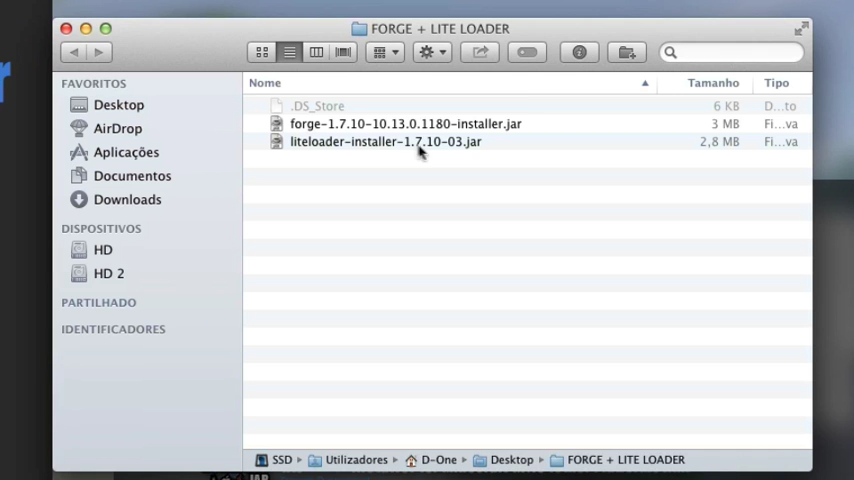 FORGE + LITE LOADER
FAVORITOS
Desktop
AirDrop
Aplicações
Documentos
Downloads
DISPOSITIVOS
HD
HD 2
PARTILHADO
IDENTIFICADORES
Nome Tamanho Tipo
.DS_Store 6 KB D...to
forge-1.7.10-10.13.0.1180-installer.jar 3 MB Fi...va
liteloader-installer-1.7.10-03.jar 2,8 MB Fi...va
SSD Utilizadores D-One Desktop FORGE + LITE LOADER